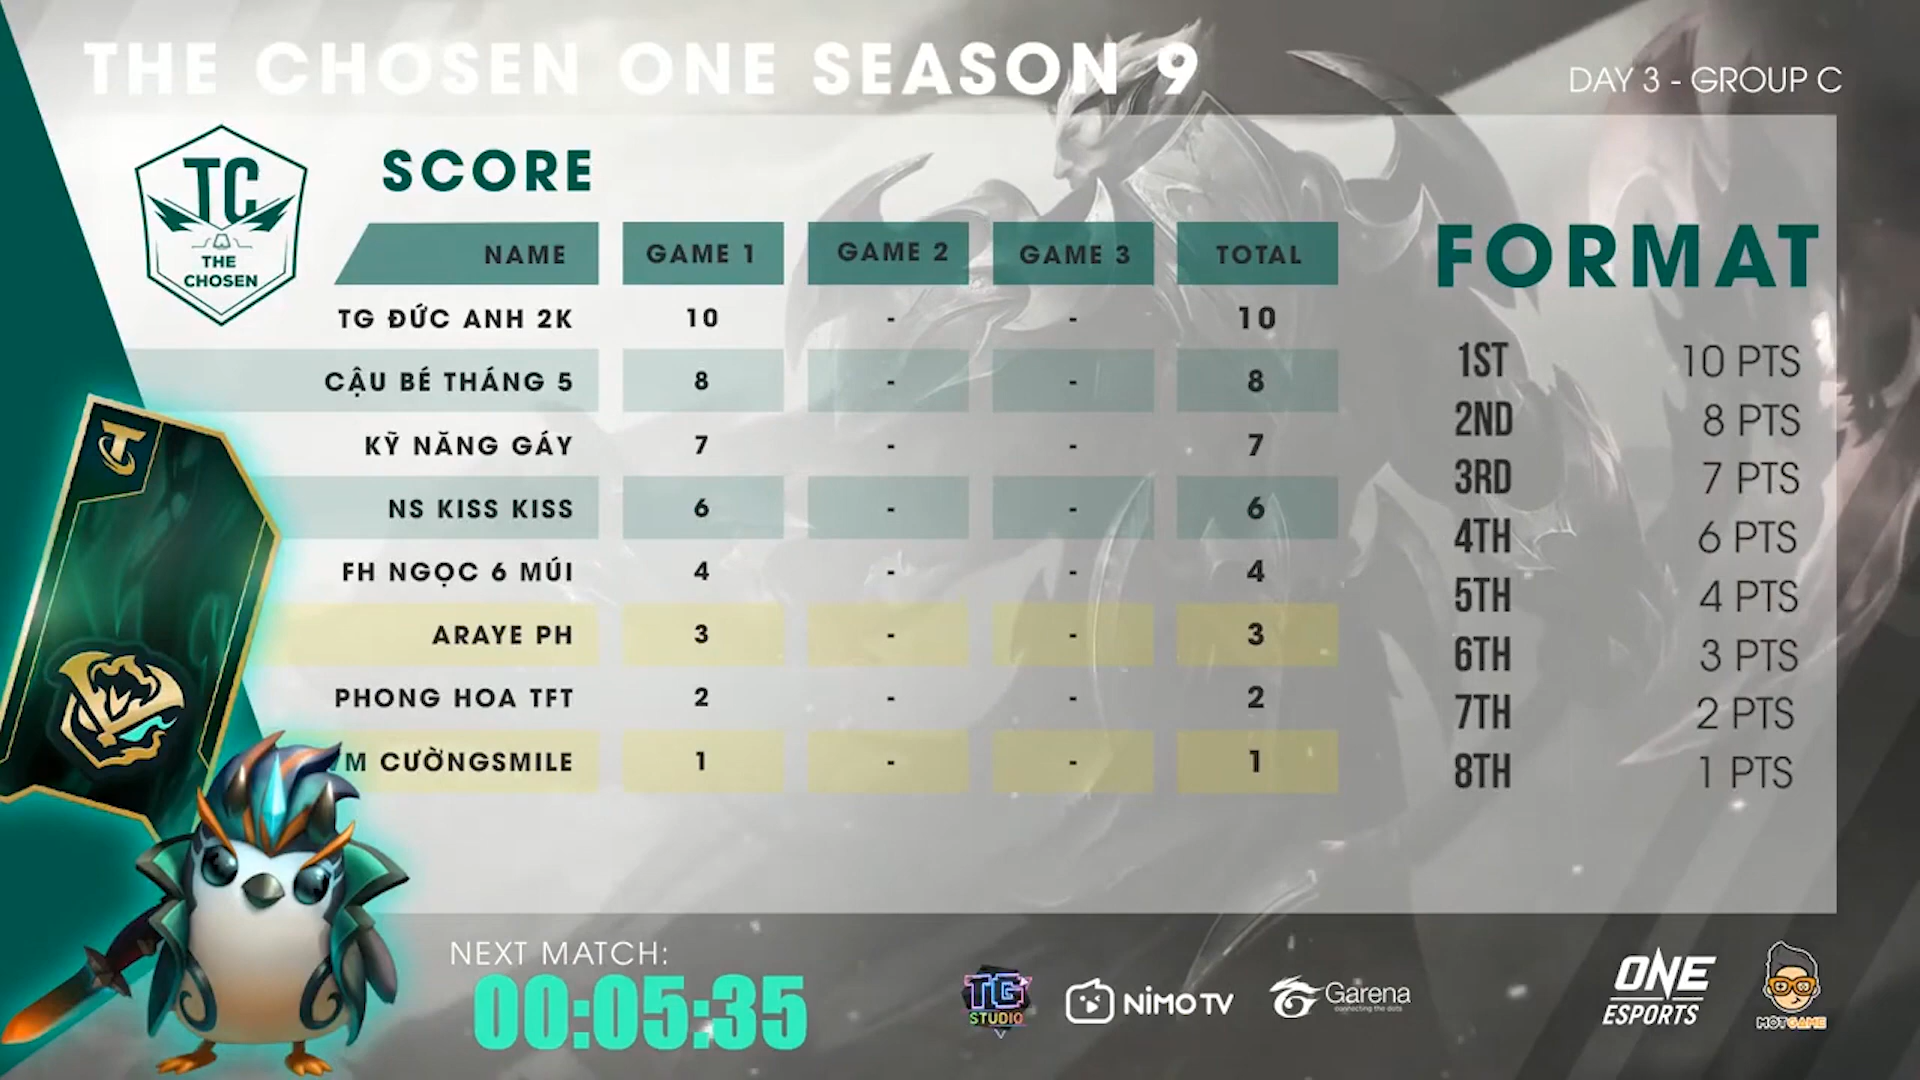 THE CHOSEN ONE SEASON 9
DAY 3 - GROUP C
TC
THE
CHOSEN
SCORE
NAME GAME 1 GAME 2 GAME 3 TOTAL
TG ĐỨC ANH 2K 10 - - 10
CẬU BÉ THÁNG 5 8 - - 8
KỸ NĂNG GÁY 7 - - 7
NS KISS KISS 6 - - 6
FH NGỌC 6 MÚI 4 - - 4
ARAYE PH 3 - - 3
PHONG HOA TFT 2 - - 2
CƯỜNGSMILE 1 - - 1
FORMAT
1ST 10 PTS
2ND 8 PTS
3RD 7 PTS
4TH 6 PTS
5TH 4 PTS
6TH 3 PTS
7TH 2 PTS
8TH 1 PTS
NEXT MATCH:
00:05:35
TG
STUDIO
NIMO TV
Garena
connecting the dots
ONE
ESPORTS
MOTGAME